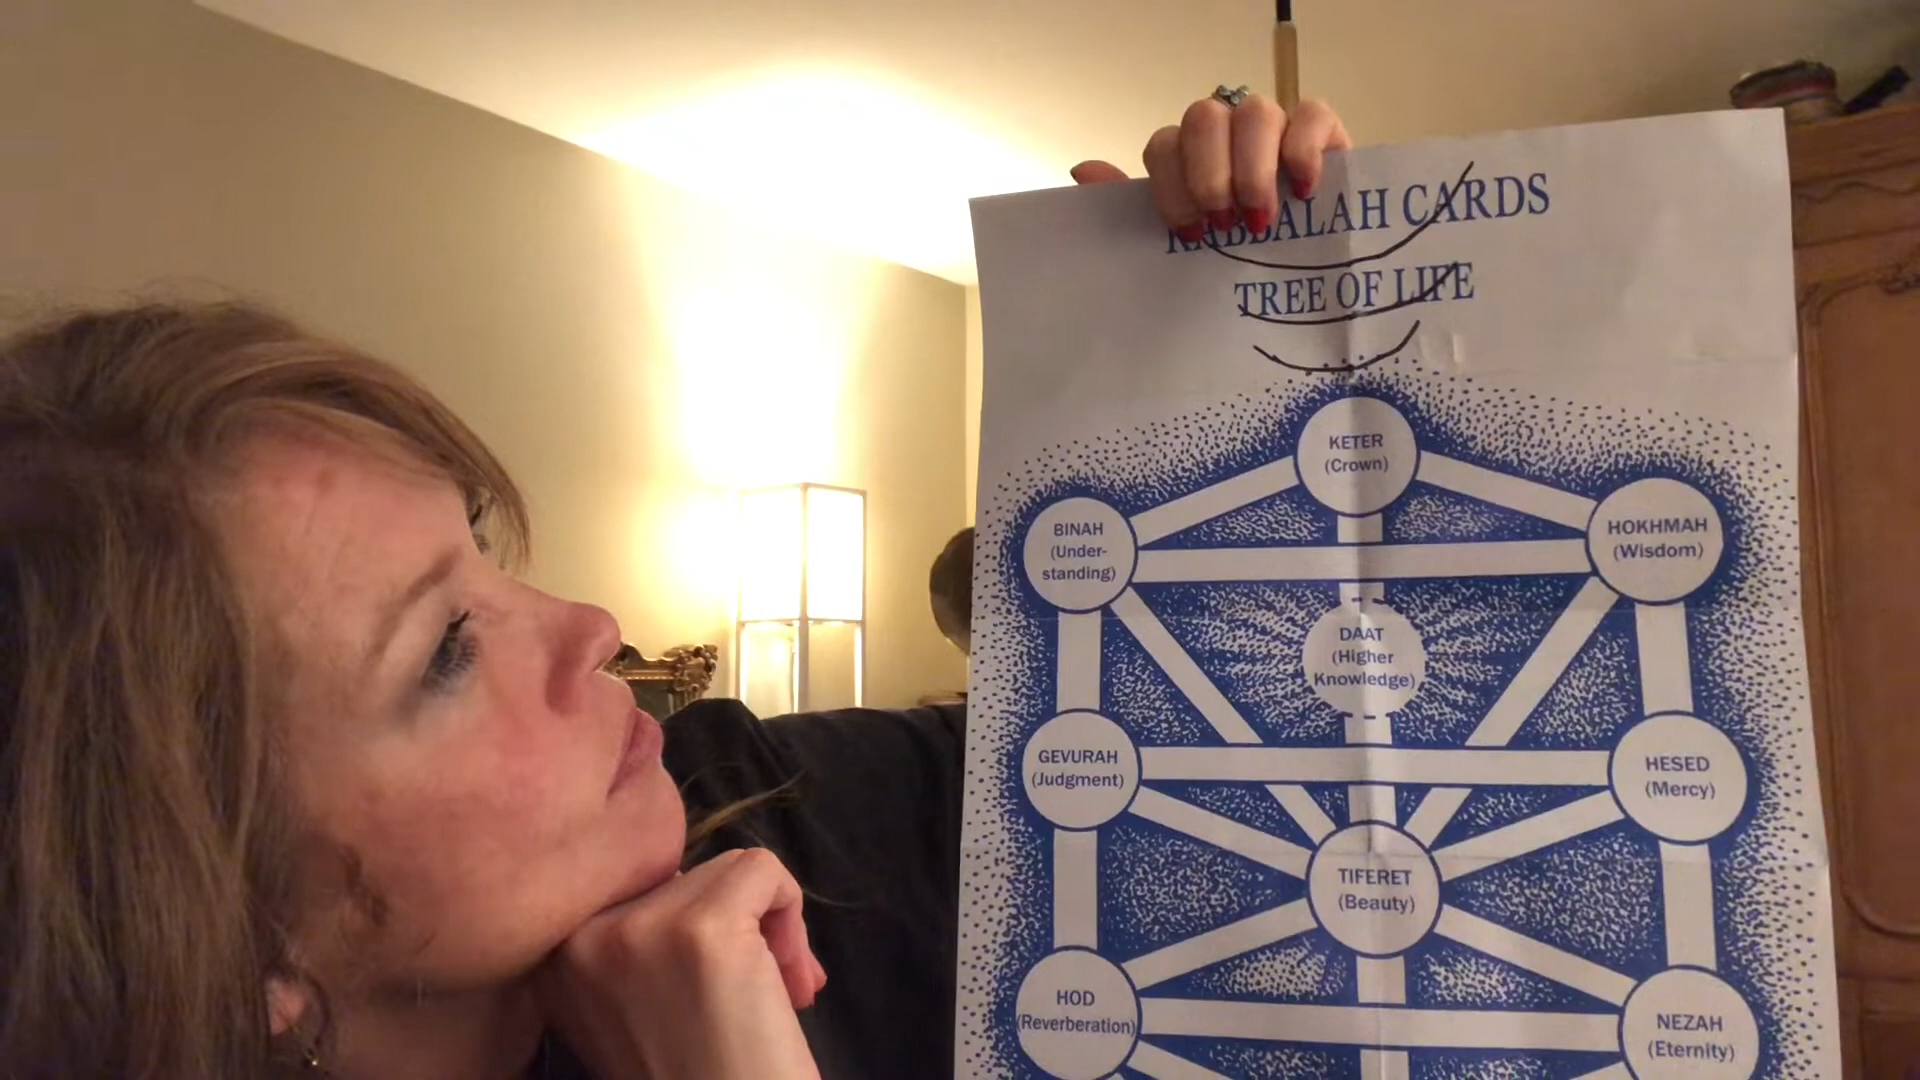 KABBALAH CARDS
TREE OF LIFE
KETER
(Crown)
BINAH
(Under-
standing)
HOKHMAH
(Wisdom)
DAAT
(Higher
Knowledge)
GEVURAH
(Judgment)
HESED
(Mercy)
TIFERET
(Beauty)
HOD
(Reverberation)
NEZAH
(Eternity)